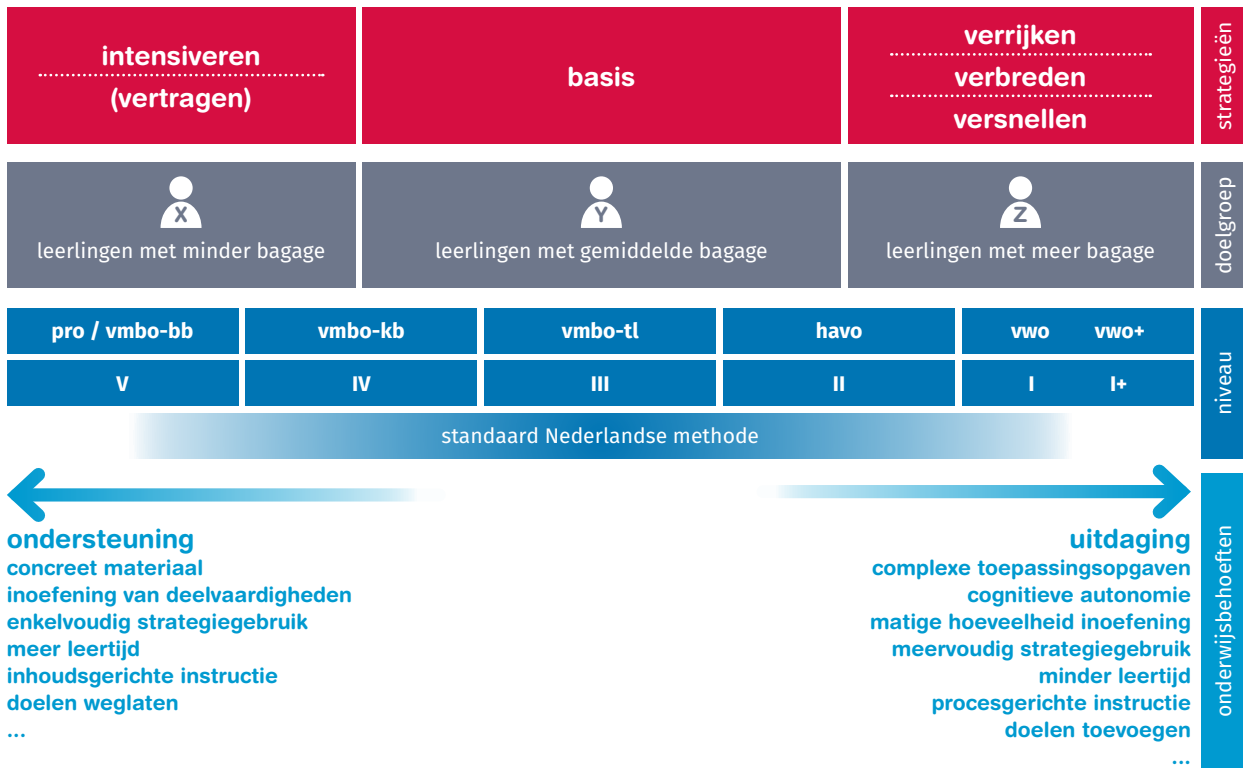 intensiveren
(vertragen)
basis
verrijken
verbreden
versnellen
strategieën
X
leerlingen met minder bagage
Y
leerlingen met gemiddelde bagage
Z
leerlingen met meer bagage
doelgroep
pro / vmbo-bb
vmbo-kb
vmbo-tl
havo
vwo vwo+
V
IV
III
II
I I+
standaard Nederlandse methode
niveau
ondersteuning
concreet materiaal
inoefening van deelvaardigheden
enkelvoudig strategiegebruik
meer leertijd
inhoudsgerichte instructie
doelen weglaten
...
uitdaging
complexe toepassingsopgaven
cognitieve autonomie
matige hoeveelheid inoefening
meervoudig strategiegebruik
minder leertijd
procesgerichte instructie
doelen toevoegen
...
onderwijsbehoeften